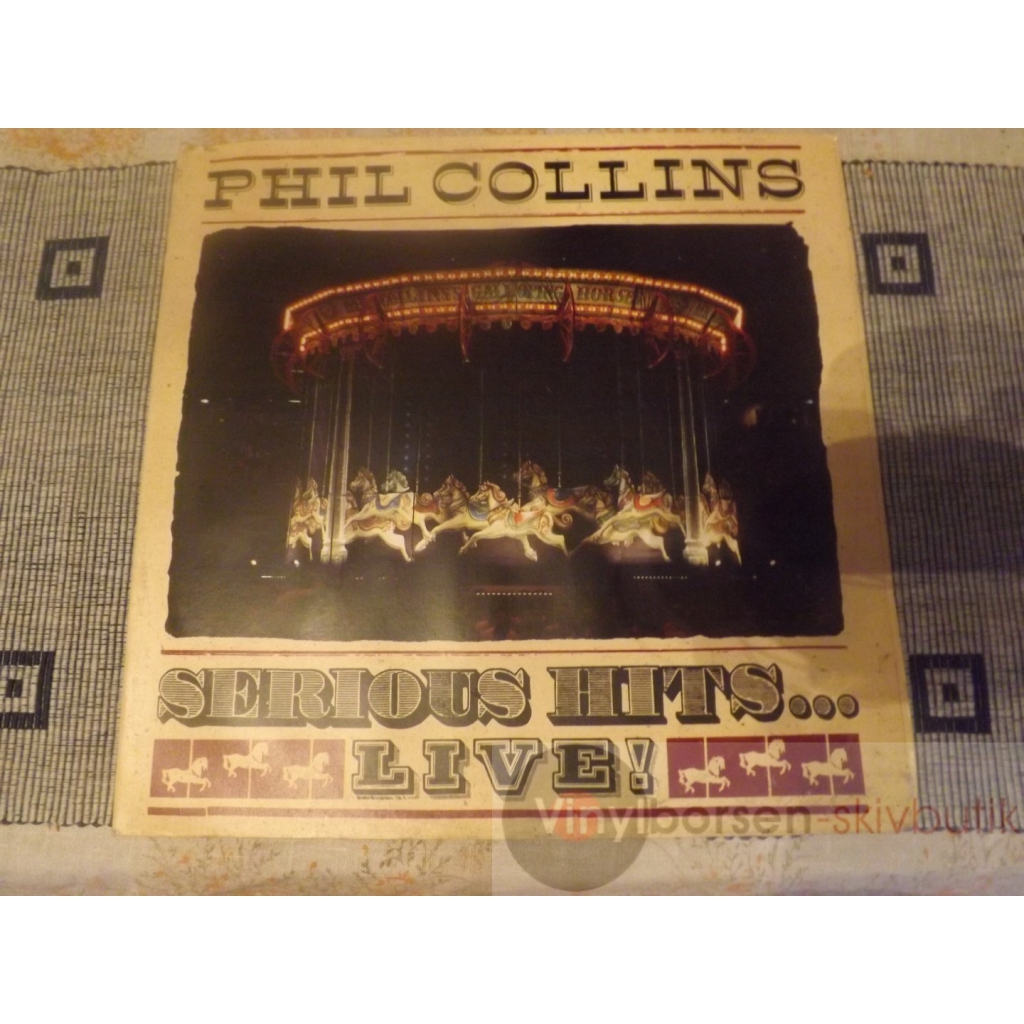 PHIL COLLINS
SERIOUS HITS...
LIVE!
Vinylborsen-skivbutik